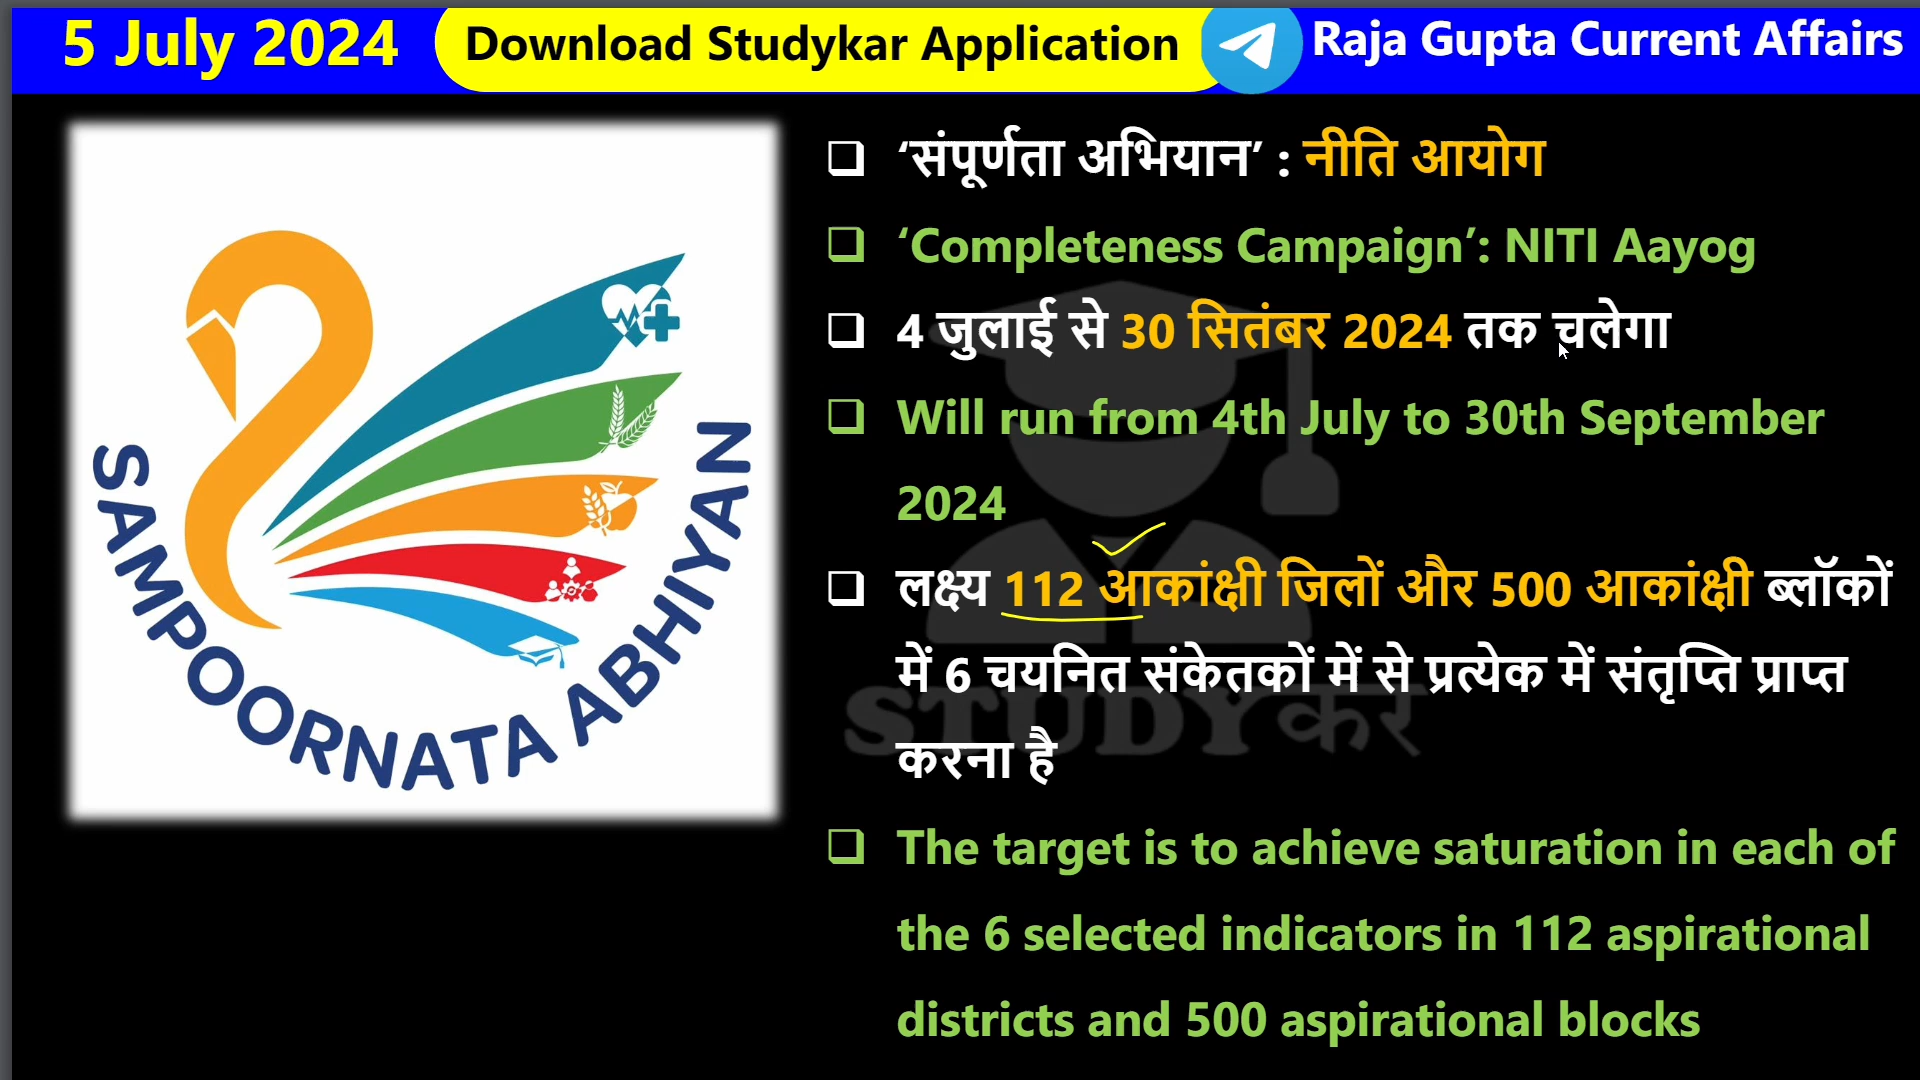 5 July 2024
Download Studykar Application
Raja Gupta Current Affairs
‘संपूर्णता अभियान’ : नीति आयोग
‘Completeness Campaign’: NITI Aayog
4 जुलाई से 30 सितंबर 2024 तक चलेगा
Will run from 4th July to 30th September
2024
लक्ष्य 112 आकांक्षी जिलों और 500 आकांक्षी ब्लॉकों
में 6 चयनित संकेतकों में से प्रत्येक में संतृप्ति प्राप्त
करना है
The target is to achieve saturation in each of
the 6 selected indicators in 112 aspirational
districts and 500 aspirational blocks
SAMPOORNATA ABHIYAN
STUDYकर